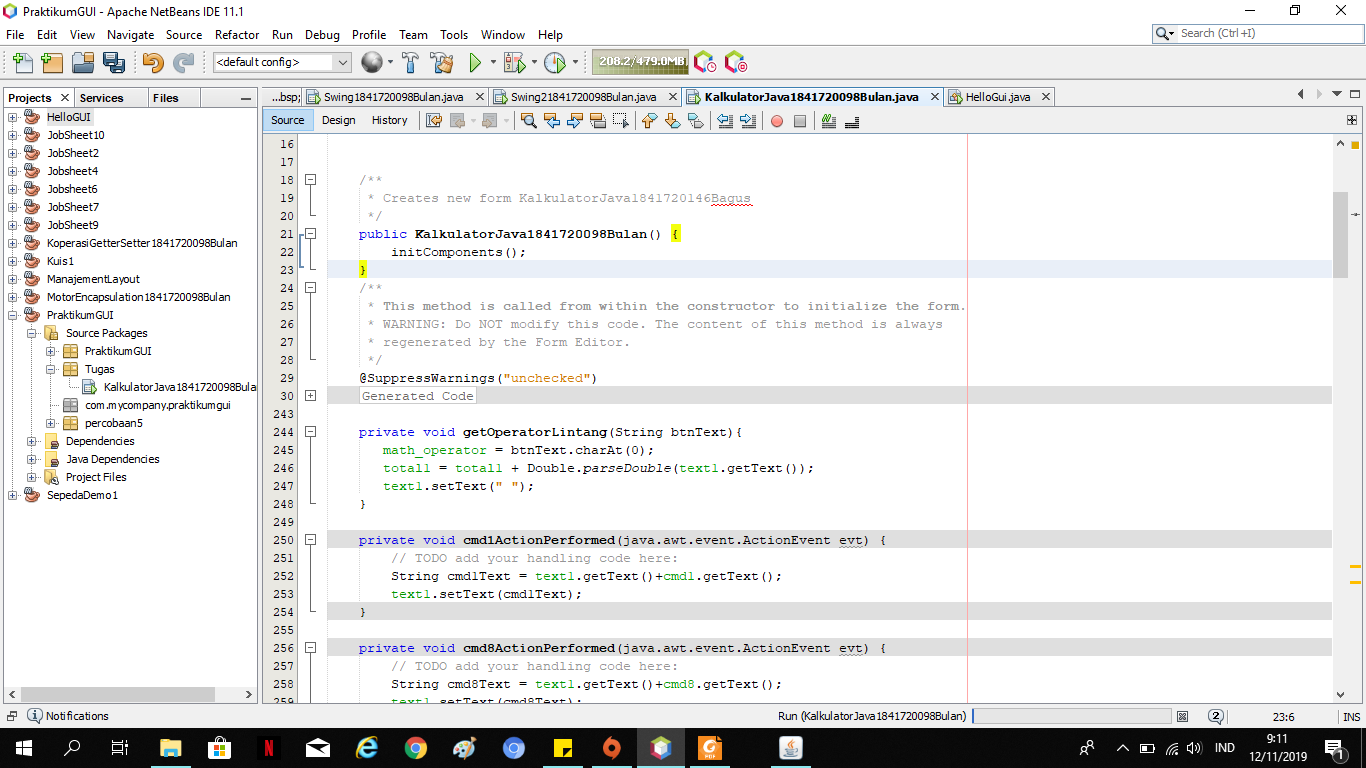 PraktikumGUI - Apache NetBeans IDE 11.1
File Edit View Navigate Source Refactor Run Debug Profile Team Tools Window Help
Search (Ctrl+I)
<default config>
208.2/479.0MB
Projects Services Files
...bsp; Swing1841720098Bulan.java Swing21841720098Bulan.java KalkulatorJava1841720098Bulan.java HelloGui.java
Source Design History
HelloGUI
JobSheet10
JobSheet2
Jobsheet4
Jobsheet6
JobSheet7
JobSheet9
KoperasiGetterSetter1841720098Bulan
Kuis1
ManajementLayout
MotorEncapsulation1841720098Bulan
PraktikumGUI
Source Packages
PraktikumGUI
Tugas
KalkulatorJava1841720098Bula
com.mycompany.praktikumgui
percobaan5
Dependencies
Java Dependencies
Project Files
SepedaDemo1
16
17
18 /**
19 * Creates new form KalkulatorJava1841720146Bagus
20 */
21 public KalkulatorJava1841720098Bulan() {
22 initComponents();
23 }
24 /**
25 * This method is called from within the constructor to initialize the form.
26 * WARNING: Do NOT modify this code. The content of this method is always
27 * regenerated by the Form Editor.
28 */
29 @SuppressWarnings("unchecked")
30 Generated Code
243
244 private void getOperatorLintang(String btnText){
245 math_operator = btnText.charAt(0);
246 total1 = total1 + Double.parseDouble(text1.getText());
247 text1.setText(" ");
248 }
249
250 private void cmd1ActionPerformed(java.awt.event.ActionEvent evt) {
251 // TODO add your handling code here:
252 String cmd1Text = text1.getText()+cmd1.getText();
253 text1.setText(cmd1Text);
254 }
255
256 private void cmd8ActionPerformed(java.awt.event.ActionEvent evt) {
257 // TODO add your handling code here:
258 String cmd8Text = text1.getText()+cmd8.getText();
259 text1.setText(cmd8Text);
Notifications
Run (KalkulatorJava1841720098Bulan)
2
23:6
INS
IND
9:11
12/11/2019
1